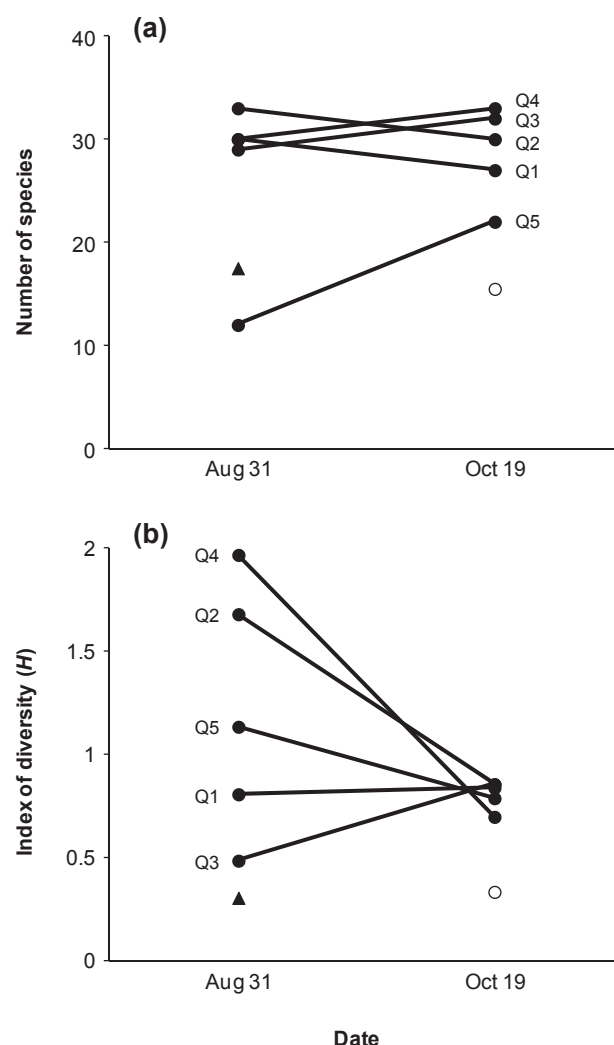 (a)
40
30
20
10
0
Number of species
Q4
Q3
Q2
Q1
Q5
Aug 31
Oct 19
(b)
2
1.5
1
0.5
0
Index of diversity (H)
Q4
Q2
Q5
Q1
Q3
Aug 31
Oct 19
Date